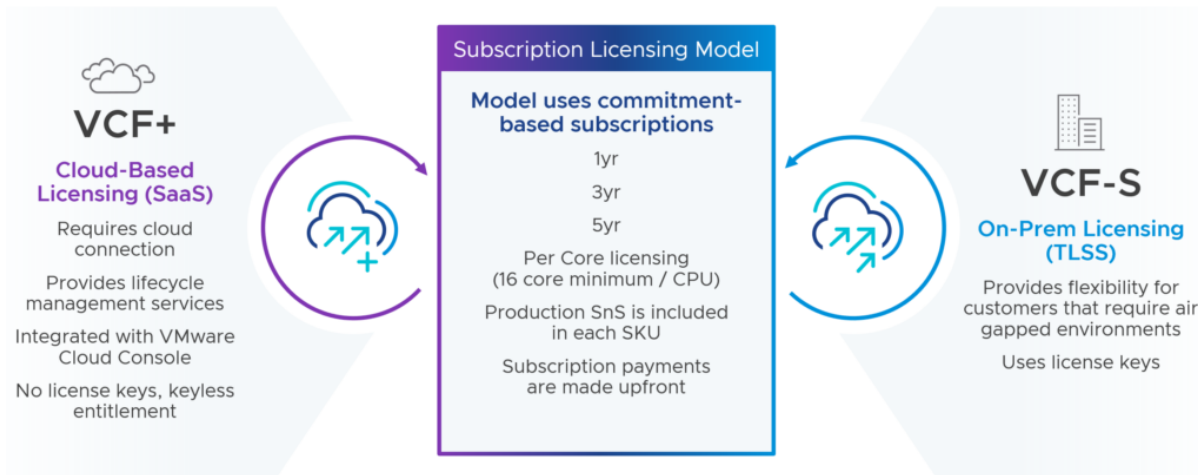 VCF+
Cloud-Based
Licensing (SaaS)
Requires cloud
connection
Provides lifecycle
management services
Integrated with VMware
Cloud Console
No license keys, keyless
entitlement
Subscription Licensing Model
Model uses commitment-
based subscriptions
1yr
3yr
5yr
Per Core licensing
(16 core minimum / CPU)
Production SnS is included
in each SKU
Subscription payments
are made upfront
VCF-S
On-Prem Licensing
(TLSS)
Provides flexibility for
customers that require air
gapped environments
Uses license keys